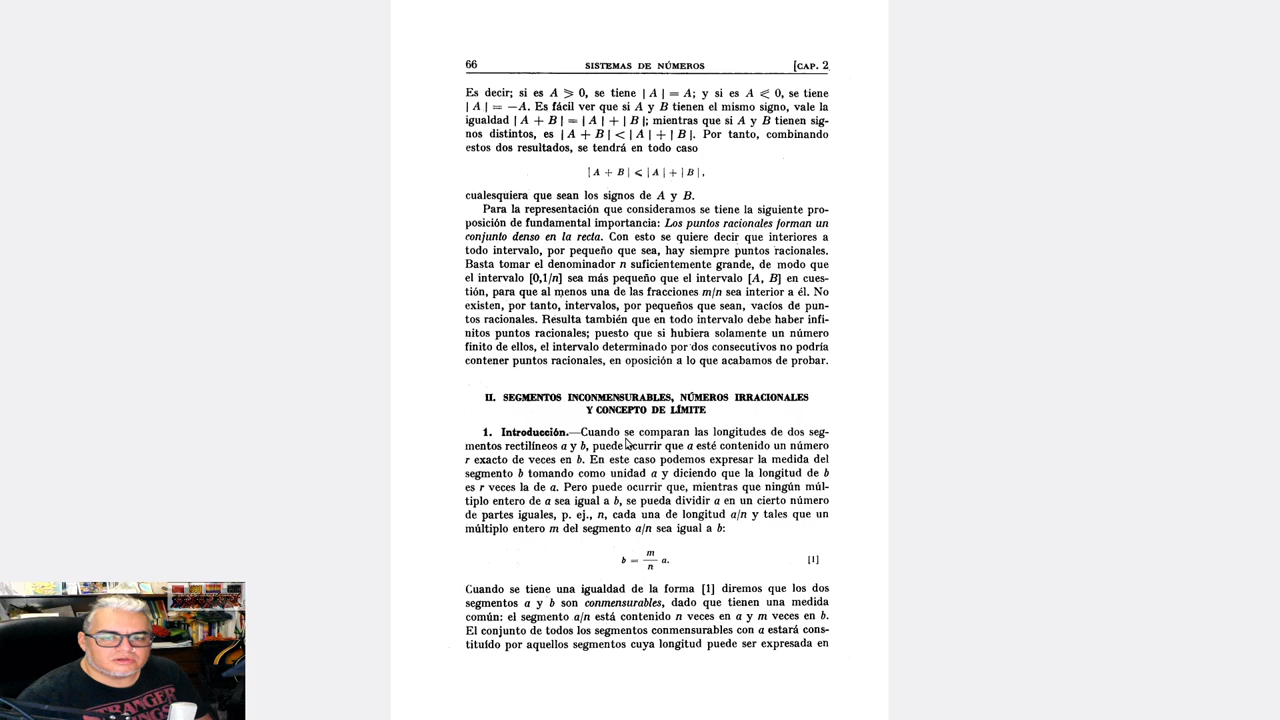 66 SISTEMAS DE NÚMEROS [CAP. 2
Es decir; si es A ⩾ 0, se tiene | A | = A; y si es A ⩽ 0, se tiene
| A | = —A. Es fácil ver que si A y B tienen el mismo signo, vale la
igualdad | A + B | = | A | + | B |; mientras que si A y B tienen sig-
nos distintos, es | A + B | < | A | + | B |. Por tanto, combinando
estos dos resultados, se tendrá en todo caso
| A + B | ⩽ | A | + | B |,
cualesquiera que sean los signos de A y B.
Para la representación que consideramos se tiene la siguiente pro-
posición de fundamental importancia: Los puntos racionales forman un
conjunto denso en la recta. Con esto se quiere decir que interiores a
todo intervalo, por pequeño que sea, hay siempre puntos racionales.
Basta tomar el denominador n suficientemente grande, de modo que
el intervalo [0,1/n] sea más pequeño que el intervalo [A, B] en cues-
tión, para que al menos una de las fracciones m/n sea interior a él. No
existen, por tanto, intervalos, por pequeños que sean, vacíos de pun-
tos racionales. Resulta también que en todo intervalo debe haber infi-
nitos puntos racionales; puesto que si hubiera solamente un número
finito de ellos, el intervalo determinado por dos consecutivos no podría
contener puntos racionales, en oposición a lo que acabamos de probar.
II. SEGMENTOS INCONMENSURABLES, NÚMEROS IRRACIONALES
Y CONCEPTO DE LÍMITE
1. Introducción.—Cuando se comparan las longitudes de dos seg-
mentos rectilíneos a y b, puede ocurrir que a esté contenido un número
r exacto de veces en b. En este caso podemos expresar la medida del
segmento b tomando como unidad a y diciendo que la longitud de b
es r veces la de a. Pero puede ocurrir que, mientras que ningún múl-
tiplo entero de a sea igual a b, se pueda dividir a en un cierto número
de partes iguales, p. ej., n, cada una de longitud a/n y tales que un
múltiplo entero m del segmento a/n sea igual a b:
b = m/n a. [1]
Cuando se tiene una igualdad de la forma [1] diremos que los dos
segmentos a y b son conmensurables, dado que tienen una medida
común: el segmento a/n está contenido n veces en a y m veces en b.
El conjunto de todos los segmentos conmensurables con a estará cons-
tituído por aquellos segmentos cuya longitud puede ser expresada en
STRANGER